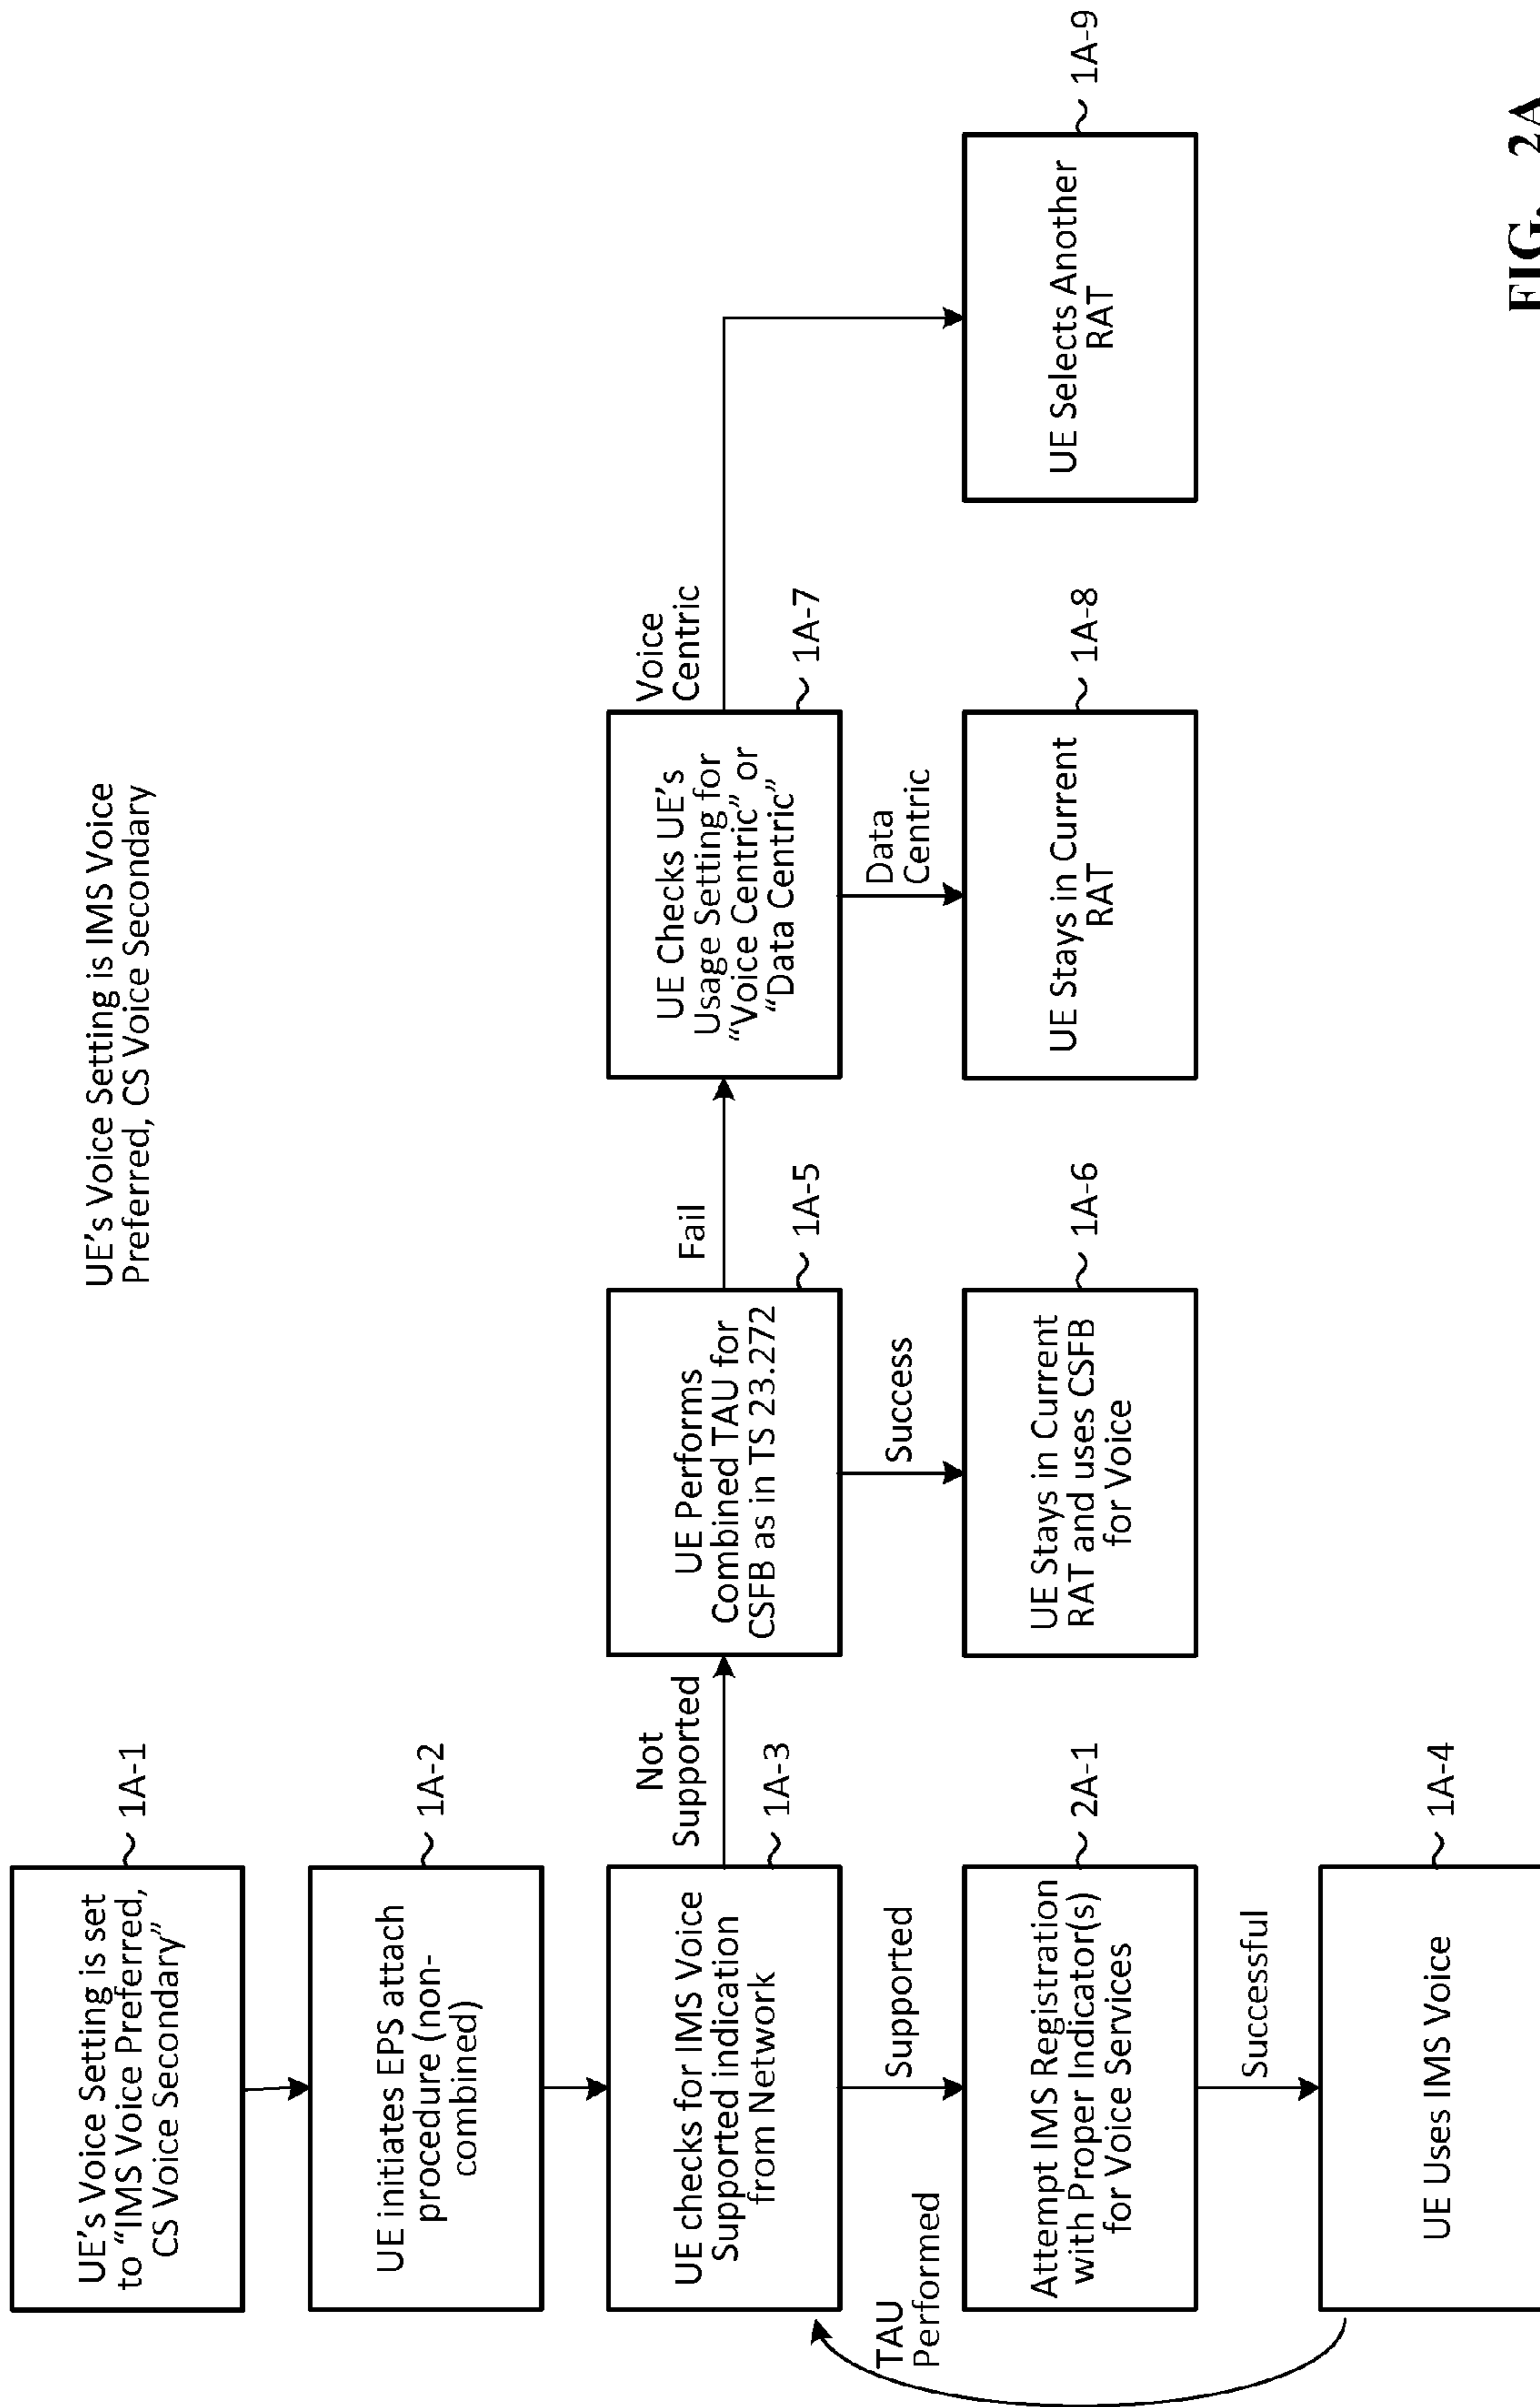 UE's Voice Setting is IMS Voice
Preferred, CS Voice Secondary
UE's Voice Setting is set
to “IMS Voice Preferred,
CS Voice Secondary”
1A-1
UE initiates EPS attach
procedure (non-
combined)
1A-2
UE checks for IMS Voice
Supported indication
from Network
1A-3
Not
Supported
UE Performs
Combined TAU for
CSFB as in TS 23.272
1A-5
Fail
UE Checks UE's
Usage Setting for
“Voice Centric” or
“Data Centric”
1A-7
Voice
Centric
TAU
Performed
Supported
Success
Data
Centric
Attempt IMS Registration
with Proper Indicator(s)
for Voice Services
2A-1
UE Stays in Current
RAT and uses CSFB
for Voice
1A-6
UE Stays in Current
RAT
1A-8
UE Selects Another
RAT
1A-9
Successful
UE Uses IMS Voice
1A-4
FIG. 2A